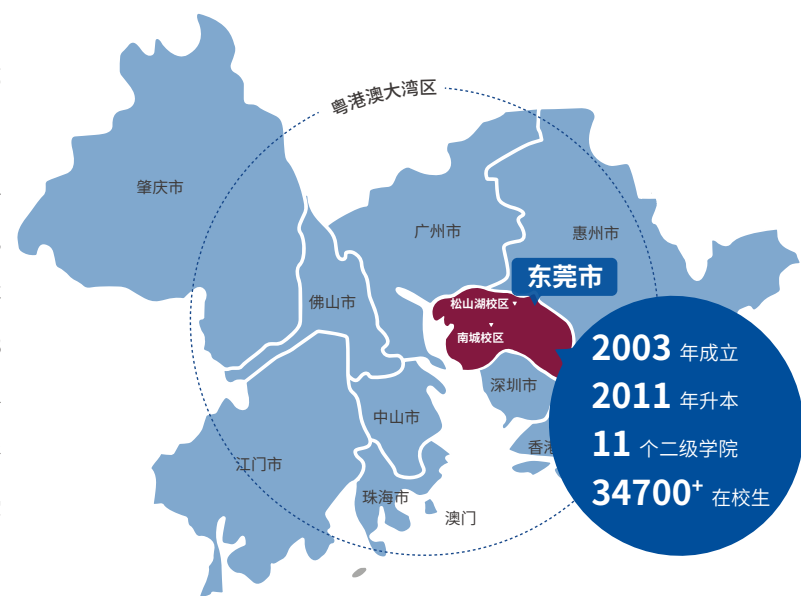 粤港澳大湾区
肇庆市
广州市
惠州市
东莞市
佛山市
松山湖校区
南城校区
深圳市
中山市
香港
江门市
珠海市
澳门
2003 年成立
2011 年升本
11 个二级学院
34700+ 在校生